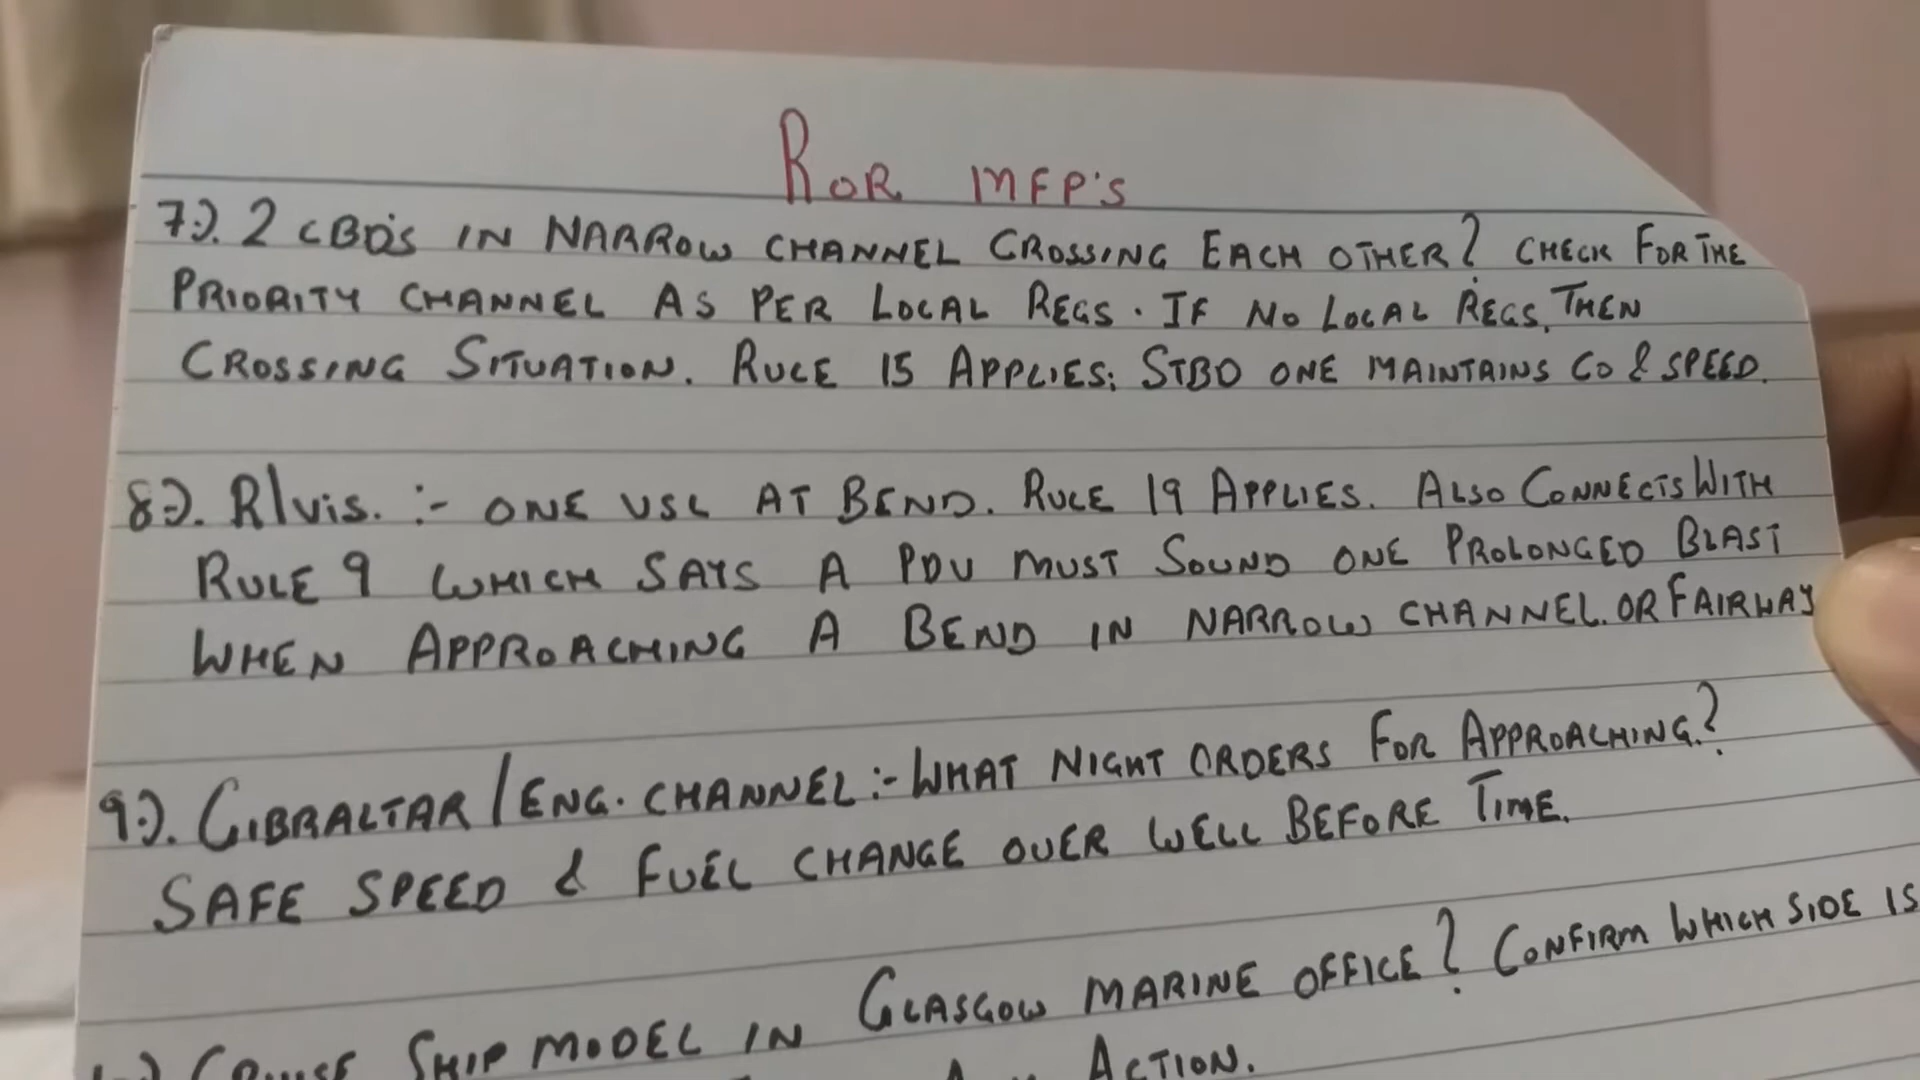 ROR MFP'S
7:). 2 CBD'S IN NARROW CHANNEL CROSSING EACH OTHER? CHECK FOR THE
PRIORITY CHANNEL AS PER LOCAL REGS. IF NO LOCAL REGS, THEN
CROSSING SITUATION. RULE 15 APPLIES: STBD ONE MAINTAINS CO & SPEED.
8:). R/VIS. :- ONE VSL AT BEND. RULE 19 APPLIES. ALSO CONNECTS WITH
RULE 9 WHICH SAYS A PDV MUST SOUND ONE PROLONGED BLAST
WHEN APPROACHING A BEND IN NARROW CHANNEL OR FAIRWAY
9:). GIBRALTAR / ENG. CHANNEL :- WHAT NIGHT ORDERS FOR APPROACHING?
SAFE SPEED & FUEL CHANGE OVER WELL BEFORE TIME.
CRUISE SHIP MODEL IN GLASGOW MARINE OFFICE? CONFIRM WHICH SIDE IS
ACTION.